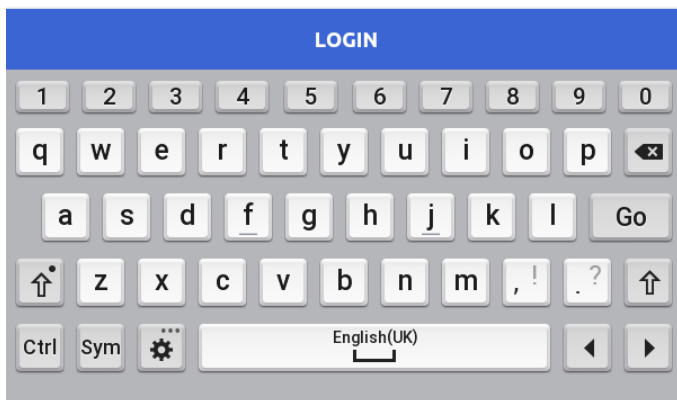 LOGIN
1 2 3 4 5 6 7 8 9 0
q w e r t y u i o p
a s d f g h j k l Go
z x c v b n m , ! . ?
Ctrl Sym English(UK)